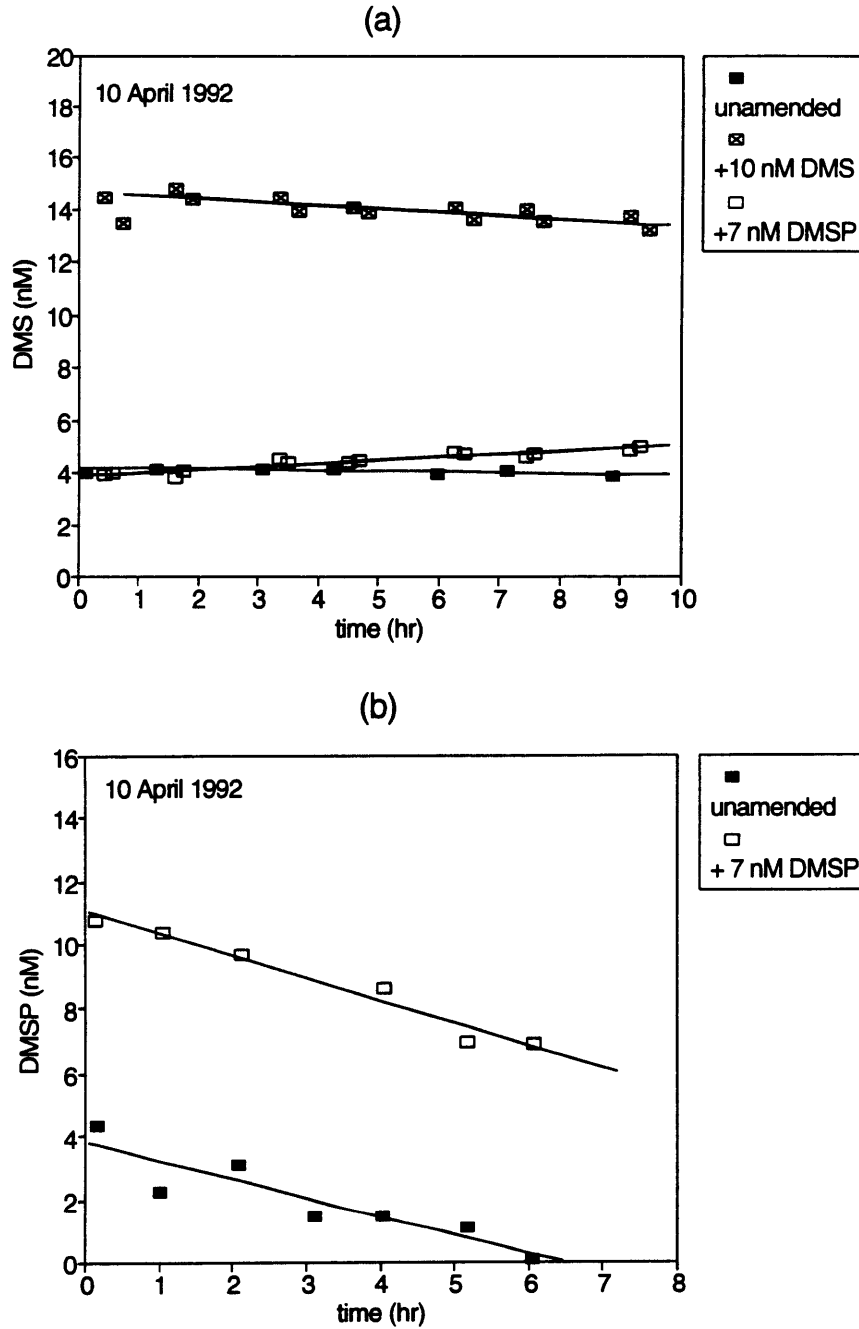 (a)
20
18
16
14
12
10
8
6
4
2
0
DMS (nM)
10 April 1992
0 1 2 3 4 5 6 7 8 9 10
time (hr)
unamended
+10 nM DMS
+7 nM DMSP
(b)
16
14
12
10
8
6
4
2
0
DMSP (nM)
10 April 1992
0 1 2 3 4 5 6 7 8
time (hr)
unamended
+ 7 nM DMSP